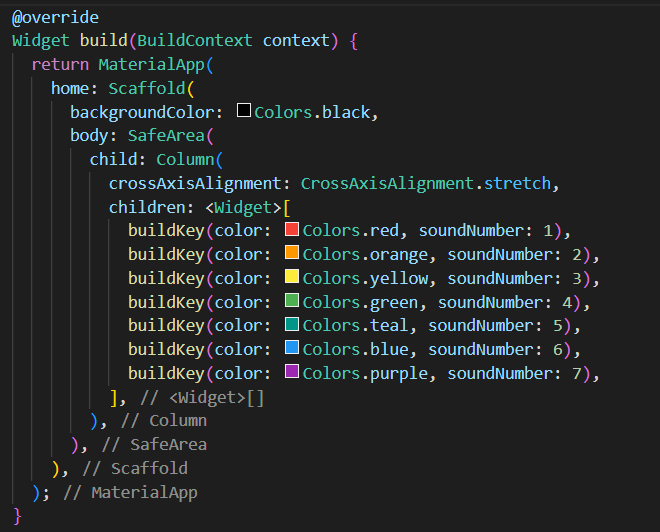 @override
Widget build(BuildContext context) {
return MaterialApp(
home: Scaffold(
backgroundColor: Colors.black,
body: SafeArea(
child: Column(
crossAxisAlignment: CrossAxisAlignment.stretch,
children: <Widget>[
buildKey(color: Colors.red, soundNumber: 1),
buildKey(color: Colors.orange, soundNumber: 2),
buildKey(color: Colors.yellow, soundNumber: 3),
buildKey(color: Colors.green, soundNumber: 4),
buildKey(color: Colors.teal, soundNumber: 5),
buildKey(color: Colors.blue, soundNumber: 6),
buildKey(color: Colors.purple, soundNumber: 7),
], // <Widget>[]
), // Column
), // SafeArea
), // Scaffold
); // MaterialApp
}